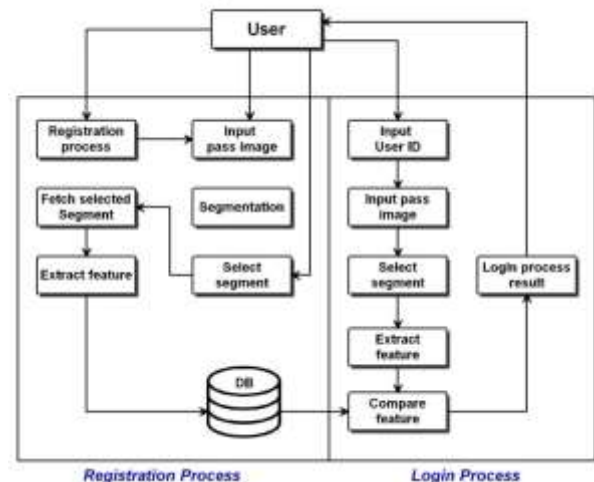 User
Registration
process
Input
pass image
Input
User ID
Fetch selected
Segment
Segmentation
Input pass
image
Extract feature
Select
segment
Select
segment
Login process
result
Extract
feature
DB
Compare
feature
Registration Process
Login Process